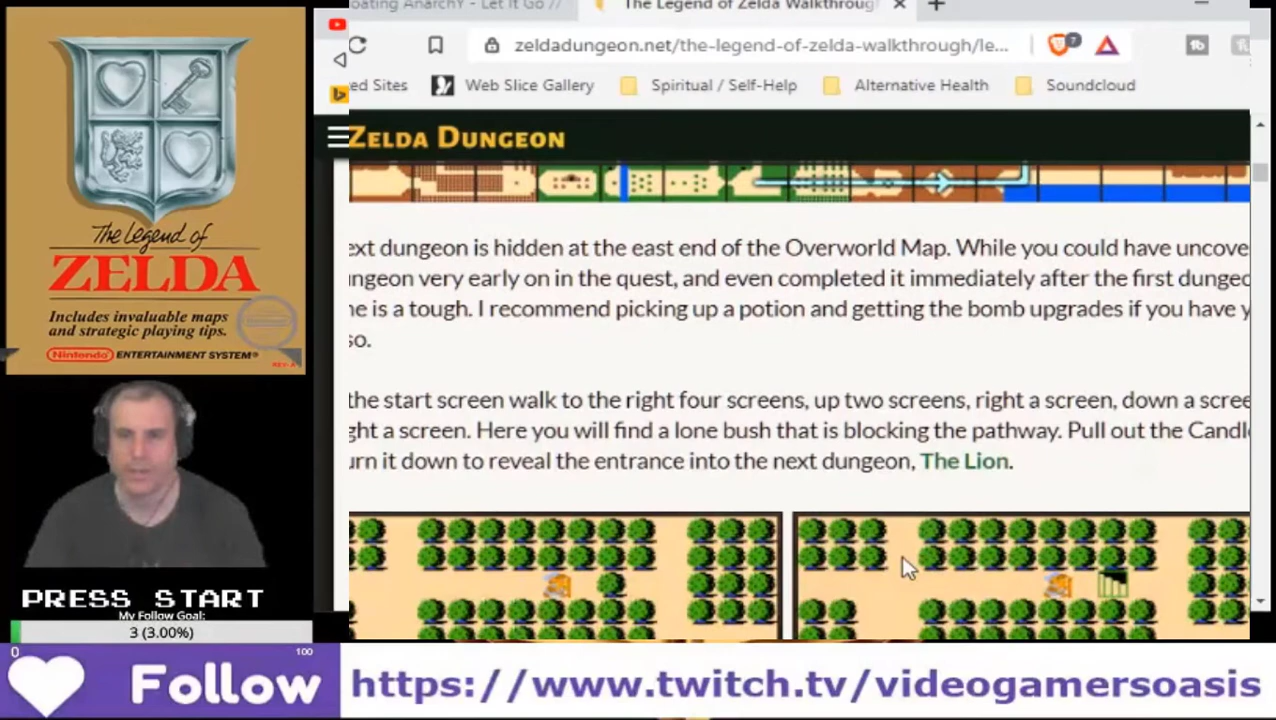 The Legend of
ZELDA
Includes invaluable maps
and strategic playing tips.
Nintendo ENTERTAINMENT SYSTEM®
REV-A
PRESS START
My Follow Goal:
3 (3.00%)
0 100
oating AnarchY - Let It Go //
The Legend of Zelda Walkthroug
zeldadungeon.net/the-legend-of-zelda-walkthrough/le...
7
ed Sites
Web Slice Gallery
Spiritual / Self-Help
Alternative Health
Soundcloud
ZELDA DUNGEON
ext dungeon is hidden at the east end of the Overworld Map. While you could have uncove
ngeon very early on in the quest, and even completed it immediately after the first dungeo
ne is a tough. I recommend picking up a potion and getting the bomb upgrades if you have y
so.
the start screen walk to the right four screens, up two screens, right a screen, down a scree
ght a screen. Here you will find a lone bush that is blocking the pathway. Pull out the Candl
urn it down to reveal the entrance into the next dungeon, The Lion.
Follow
https://www.twitch.tv/videogamersoasis